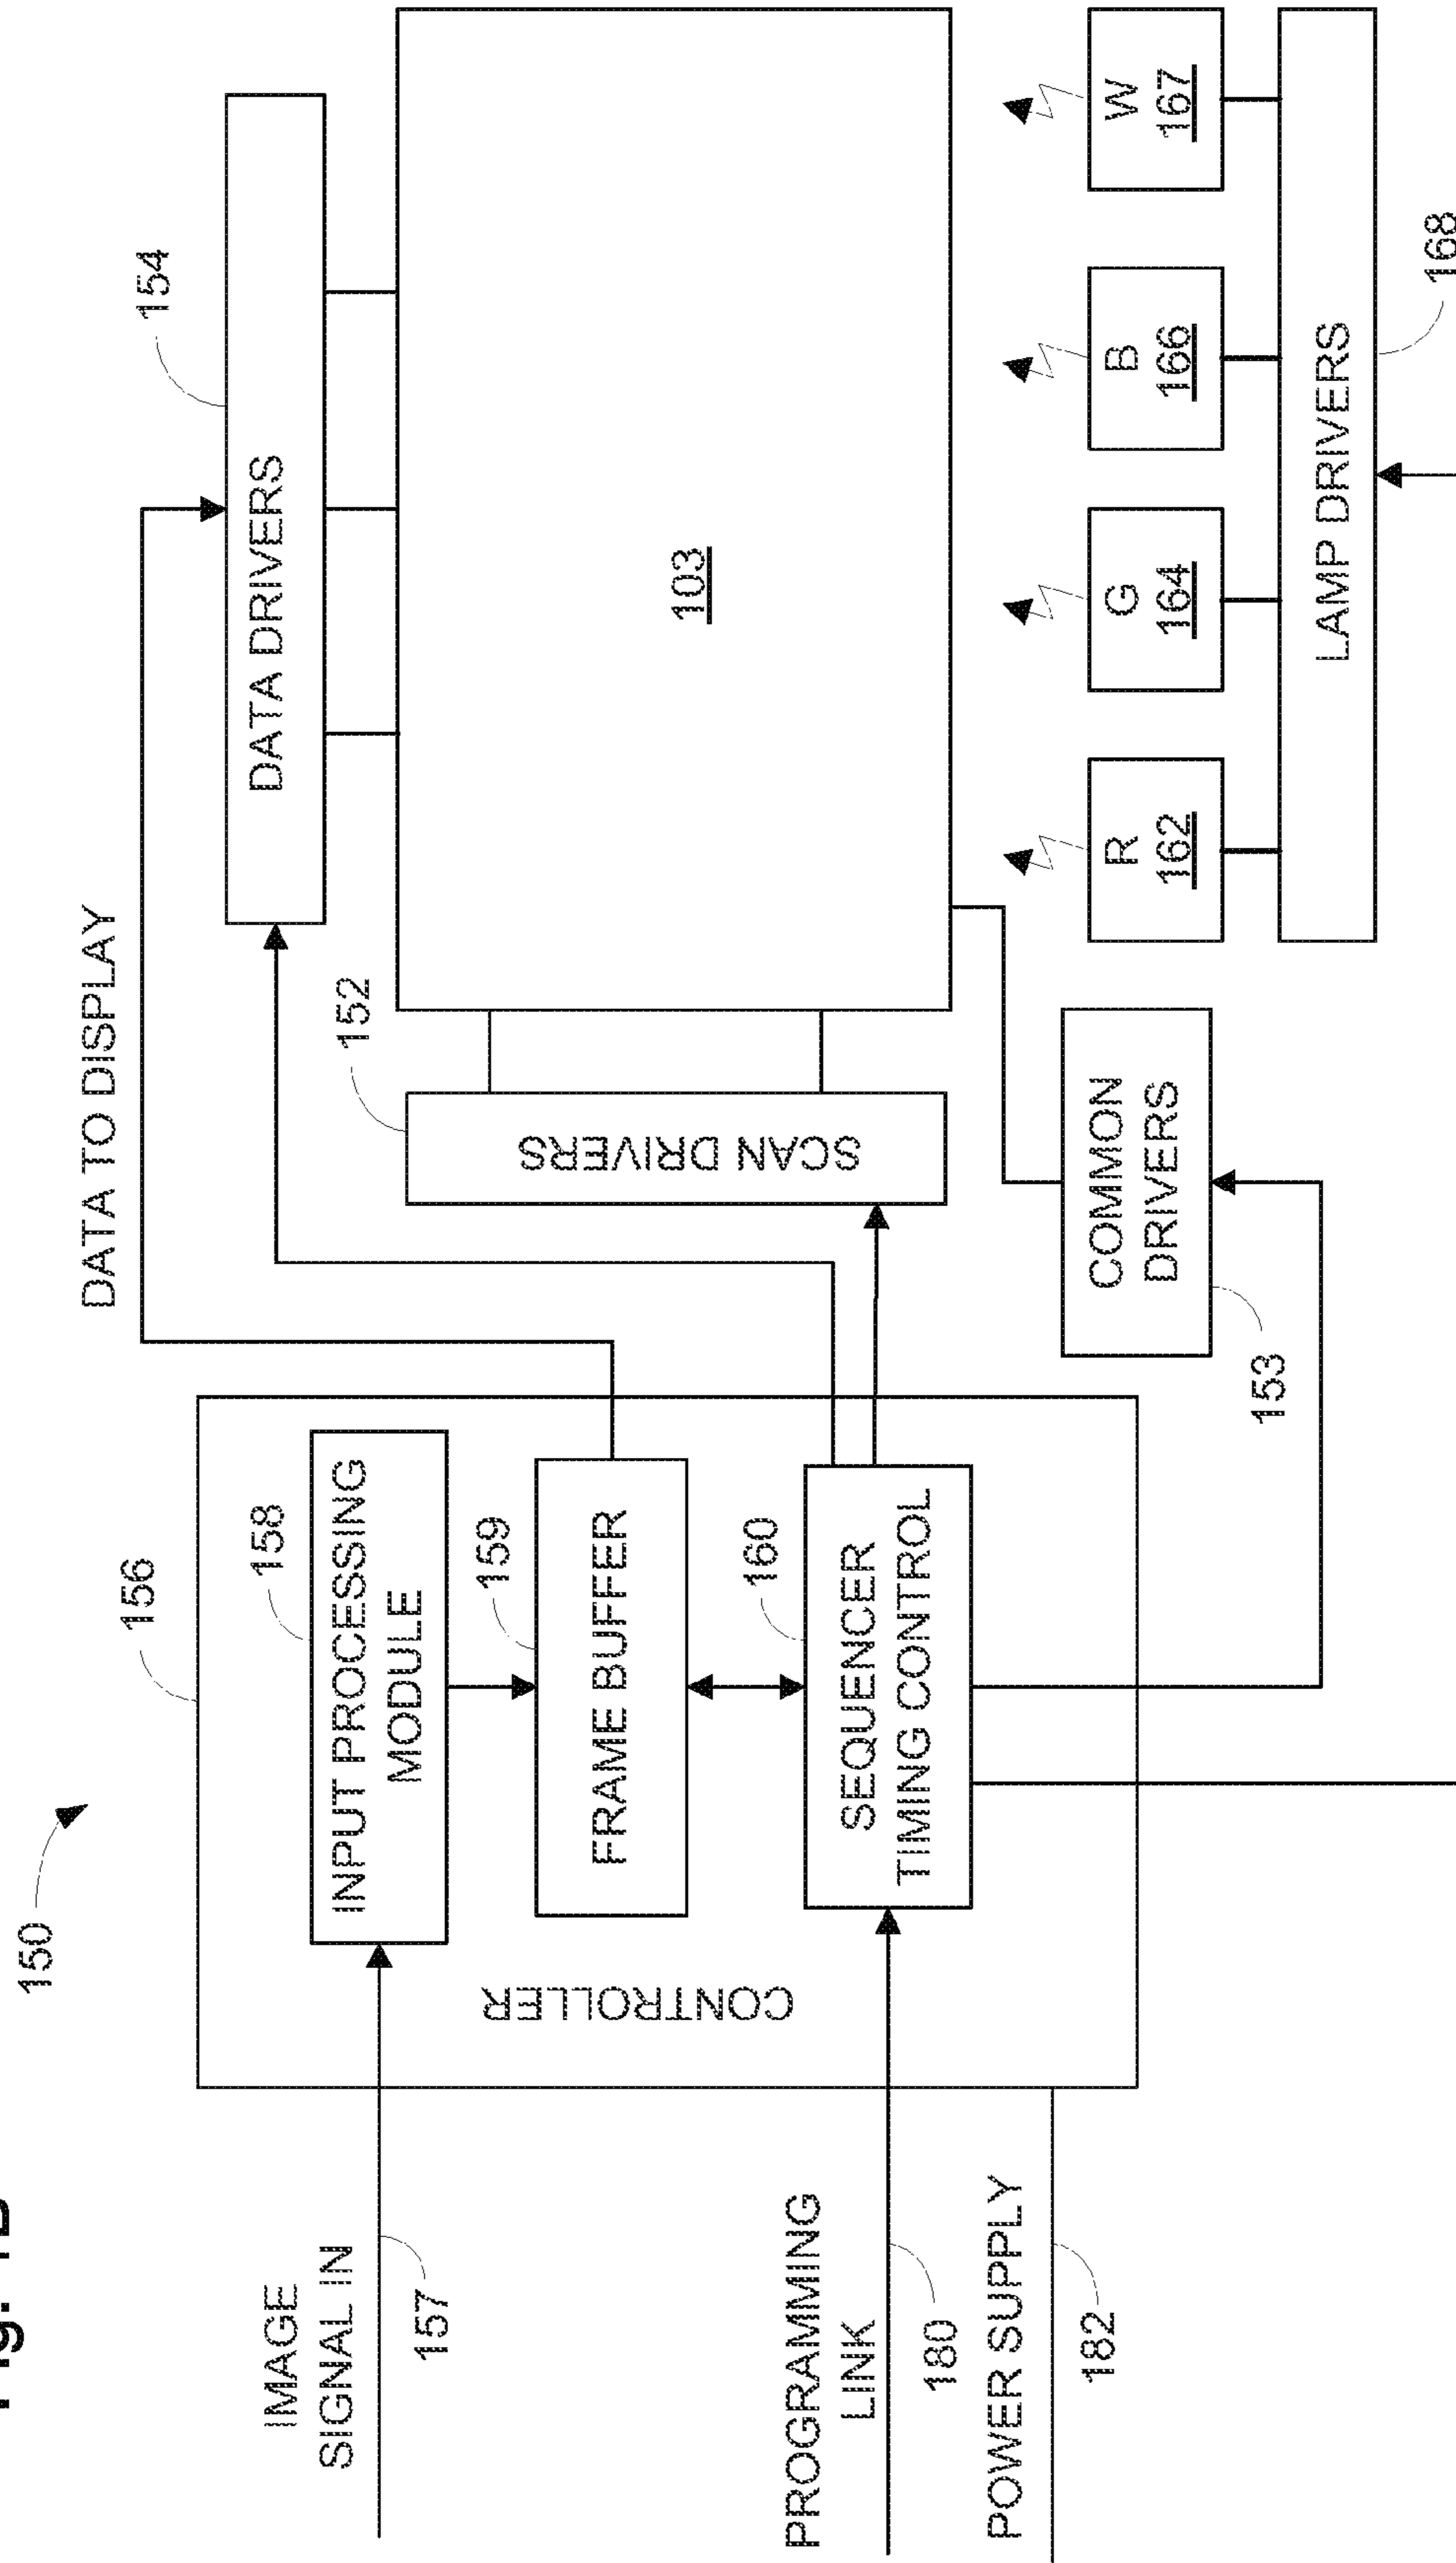 150
156
DATA TO DISPLAY
154
DATA DRIVERS
158
INPUT PROCESSING
MODULE
IMAGE
SIGNAL IN
157
159
FRAME BUFFER
152
SCAN DRIVERS
103
CONTROLLER
160
SEQUENCER
TIMING CONTROL
PROGRAMMING
LINK
180
POWER SUPPLY
182
COMMON
DRIVERS
153
R
162
G
164
B
166
W
167
LAMP DRIVERS
168